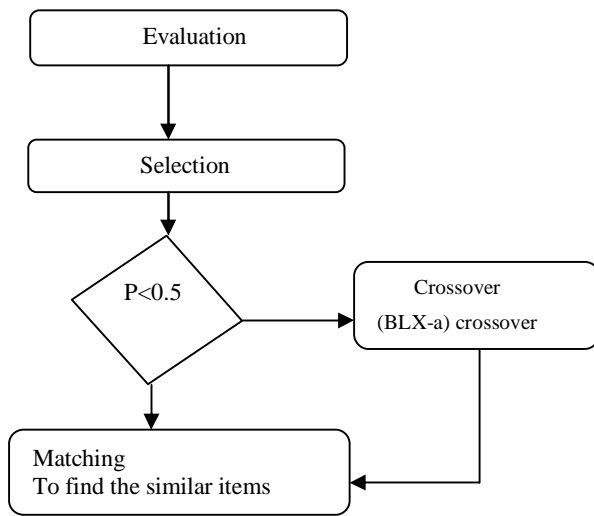 Evaluation
Selection
P<0.5
Crossover
(BLX-a) crossover
Matching
To find the similar items